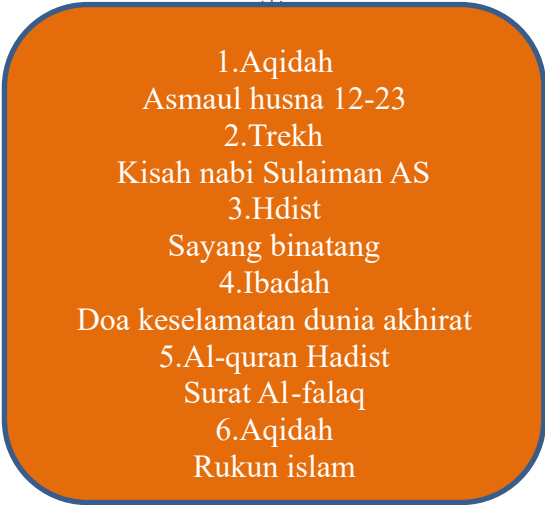 1.Aqidah
Asmaul husna 12-23
2.Trekh
Kisah nabi Sulaiman AS
3.Hdist
Sayang binatang
4.Ibadah
Doa keselamatan dunia akhirat
5.Al-quran Hadist
Surat Al-falaq
6.Aqidah
Rukun islam